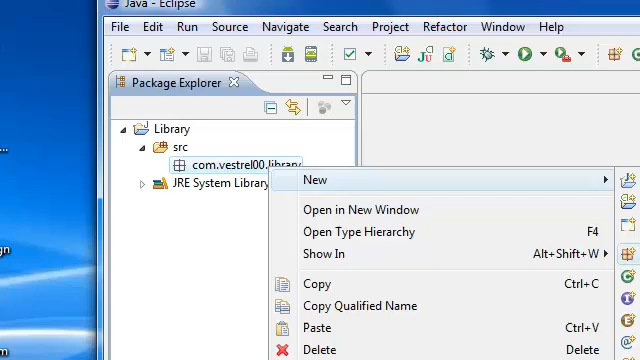 Java - Eclipse
File Edit Run Source Navigate Search Project Refactor Window Help
Package Explorer
Library
src
com.vestrel00.library
JRE System Library
New
Open in New Window
Open Type Hierarchy F4
Show In Alt+Shift+W
Copy Ctrl+C
Copy Qualified Name
Paste Ctrl+V
Delete Delete